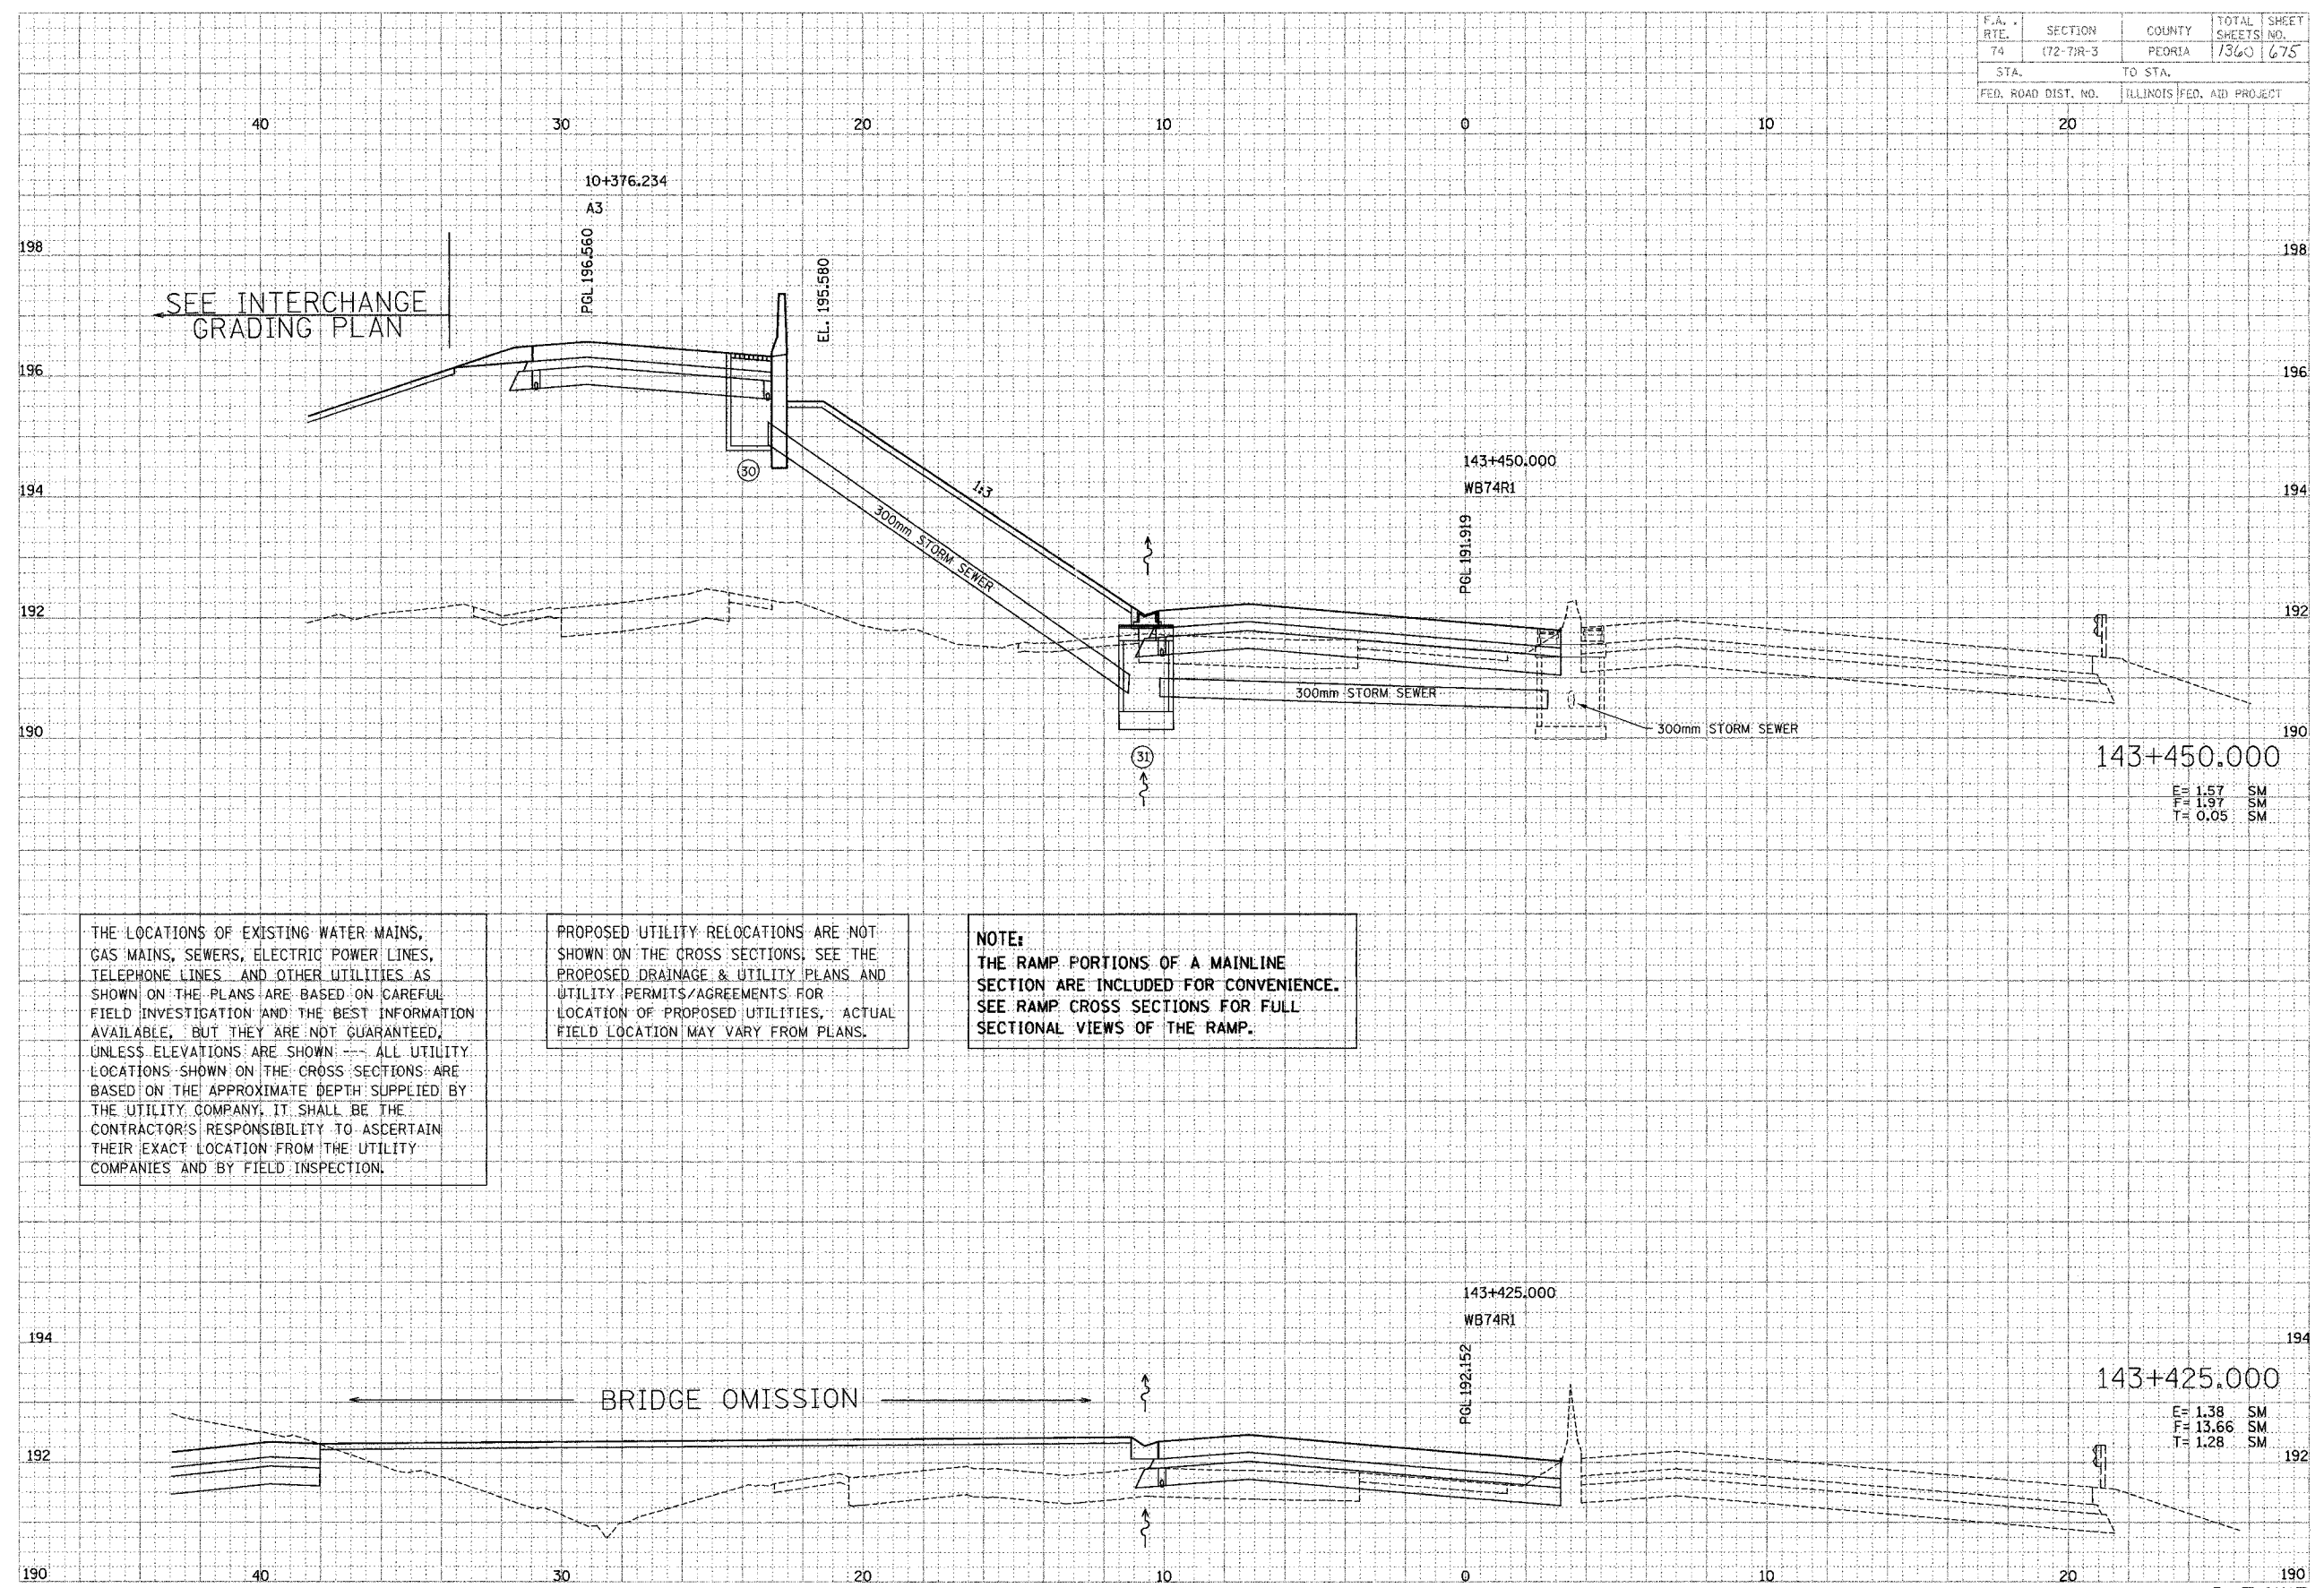 F.A. .
RTE.
SECTION
COUNTY
TOTAL
SHEETS
SHEET
NO.
74
(72-7)R-3
PEORIA
1360
675
STA.
TO STA.
FED. ROAD DIST. NO.
ILLINOIS
FED. AID PROJECT
40
30
20
10
0
10
20
10+376.234
A3
PGL 196.560
EL. 195.580
198
198
SEE INTERCHANGE
GRADING PLAN
196
196
30
194
194
1:3
300mm STORM SEWER
143+450.000
WB74R1
PGL 191.919
192
192
300mm STORM SEWER
300mm STORM SEWER
190
190
31
143+450.000
E= 1.57 SM
F= 1.97 SM
T= 0.05 SM
THE LOCATIONS OF EXISTING WATER MAINS,
GAS MAINS, SEWERS, ELECTRIC POWER LINES,
TELEPHONE LINES AND OTHER UTILITIES AS
SHOWN ON THE PLANS ARE BASED ON CAREFUL
FIELD INVESTIGATION AND THE BEST INFORMATION
AVAILABLE, BUT THEY ARE NOT GUARANTEED.
UNLESS ELEVATIONS ARE SHOWN --- ALL UTILITY
LOCATIONS SHOWN ON THE CROSS SECTIONS ARE
BASED ON THE APPROXIMATE DEPTH SUPPLIED BY
THE UTILITY COMPANY. IT SHALL BE THE
CONTRACTOR'S RESPONSIBILITY TO ASCERTAIN
THEIR EXACT LOCATION FROM THE UTILITY
COMPANIES AND BY FIELD INSPECTION.
PROPOSED UTILITY RELOCATIONS ARE NOT
SHOWN ON THE CROSS SECTIONS. SEE THE
PROPOSED DRAINAGE & UTILITY PLANS AND
UTILITY PERMITS/AGREEMENTS FOR
LOCATION OF PROPOSED UTILITIES, ACTUAL
FIELD LOCATION MAY VARY FROM PLANS.
NOTE:
THE RAMP PORTIONS OF A MAINLINE
SECTION ARE INCLUDED FOR CONVENIENCE.
SEE RAMP CROSS SECTIONS FOR FULL
SECTIONAL VIEWS OF THE RAMP.
143+425.000
WB74R1
PGL 192.152
194
194
143+425.000
E= 1.38 SM
F= 13.66 SM
T= 1.28 SM
BRIDGE OMISSION
192
192
190
40
30
20
10
0
10
20
190